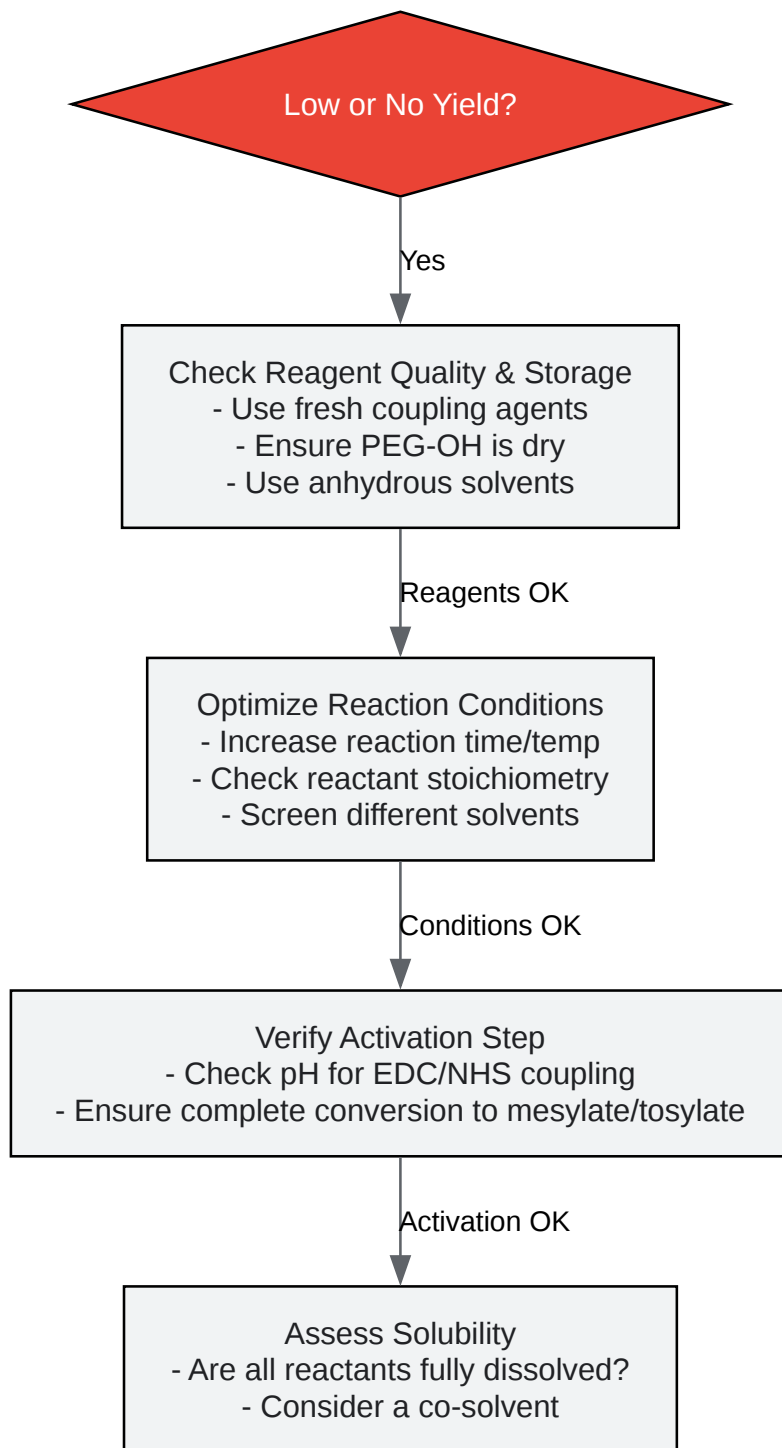 Low or No Yield?
Yes
Check Reagent Quality & Storage
- Use fresh coupling agents
- Ensure PEG-OH is dry
- Use anhydrous solvents
Reagents OK
Optimize Reaction Conditions
- Increase reaction time/temp
- Check reactant stoichiometry
- Screen different solvents
Conditions OK
Verify Activation Step
- Check pH for EDC/NHS coupling
- Ensure complete conversion to mesylate/tosylate
Activation OK
Assess Solubility
- Are all reactants fully dissolved?
- Consider a co-solvent